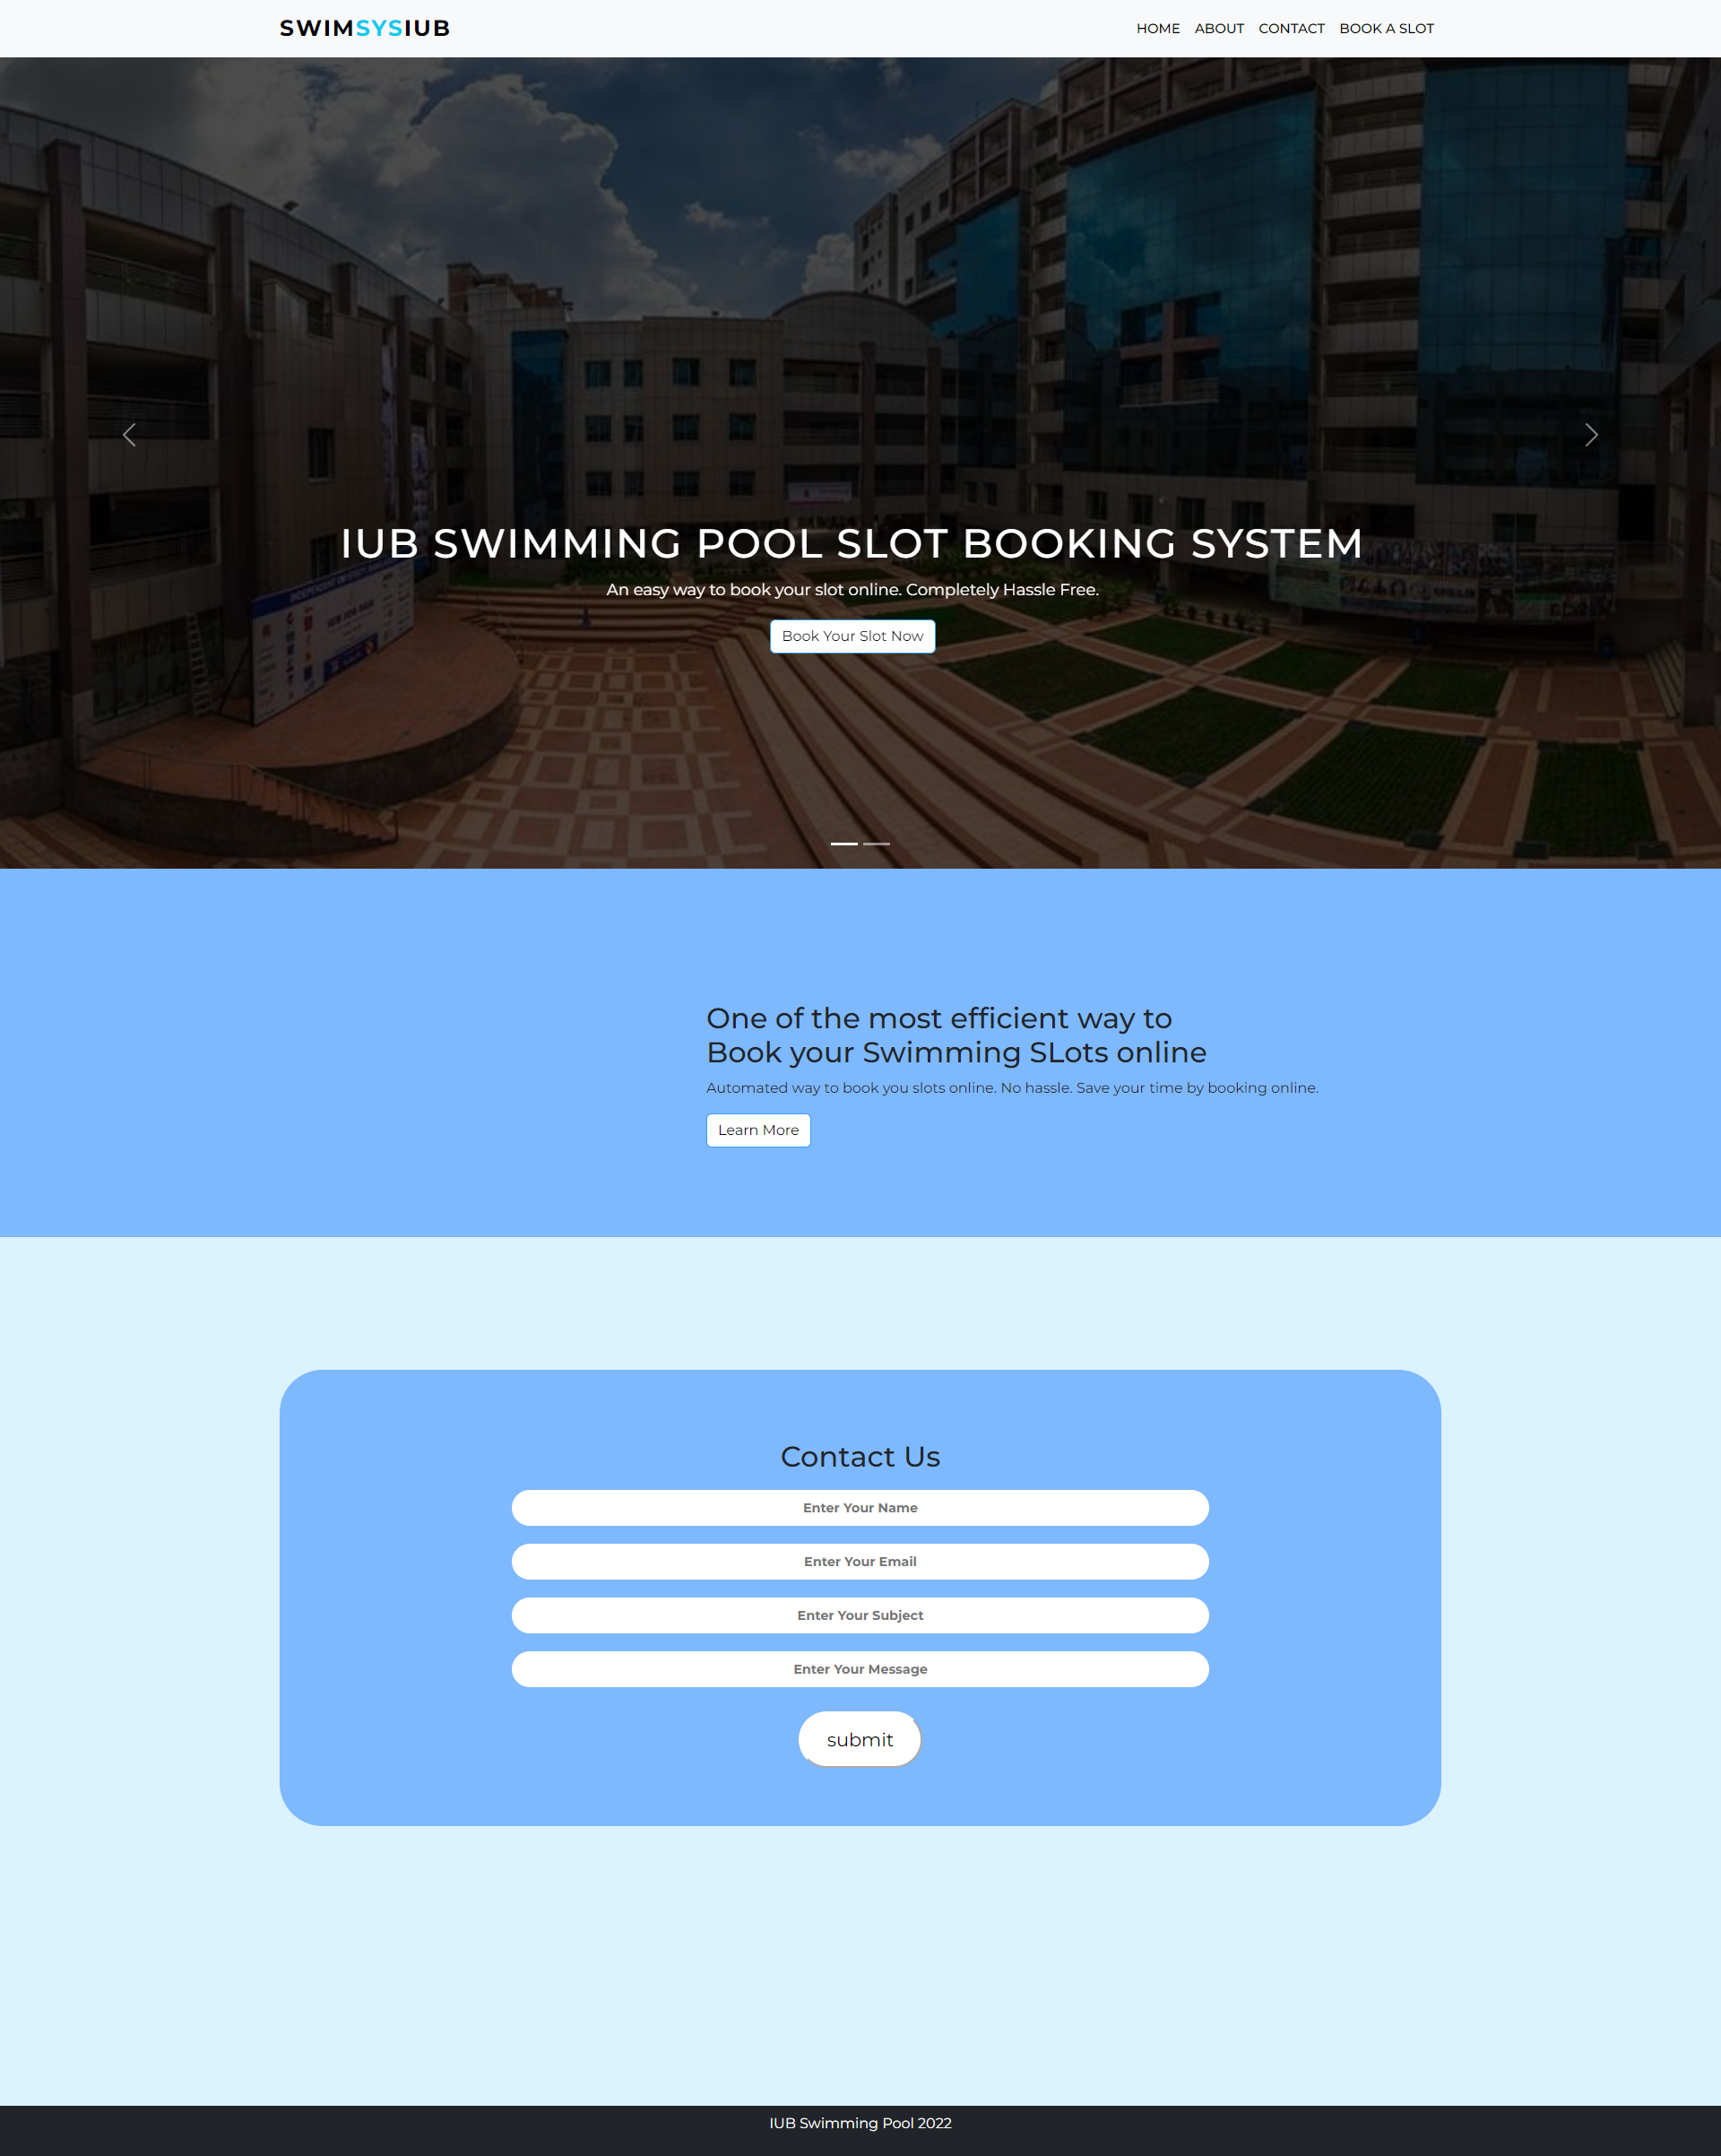 SWIMSYSIUB
HOME ABOUT CONTACT BOOK A SLOT
IUB SWIMMING POOL SLOT BOOKING SYSTEM
An easy way to book your slot online. Completely Hassle Free.
Book Your Slot Now
One of the most efficient way to
Book your Swimming SLots online
Automated way to book you slots online. No hassle. Save your time by booking online.
Learn More
Contact Us
Enter Your Name
Enter Your Email
Enter Your Subject
Enter Your Message
submit
IUB Swimming Pool 2022